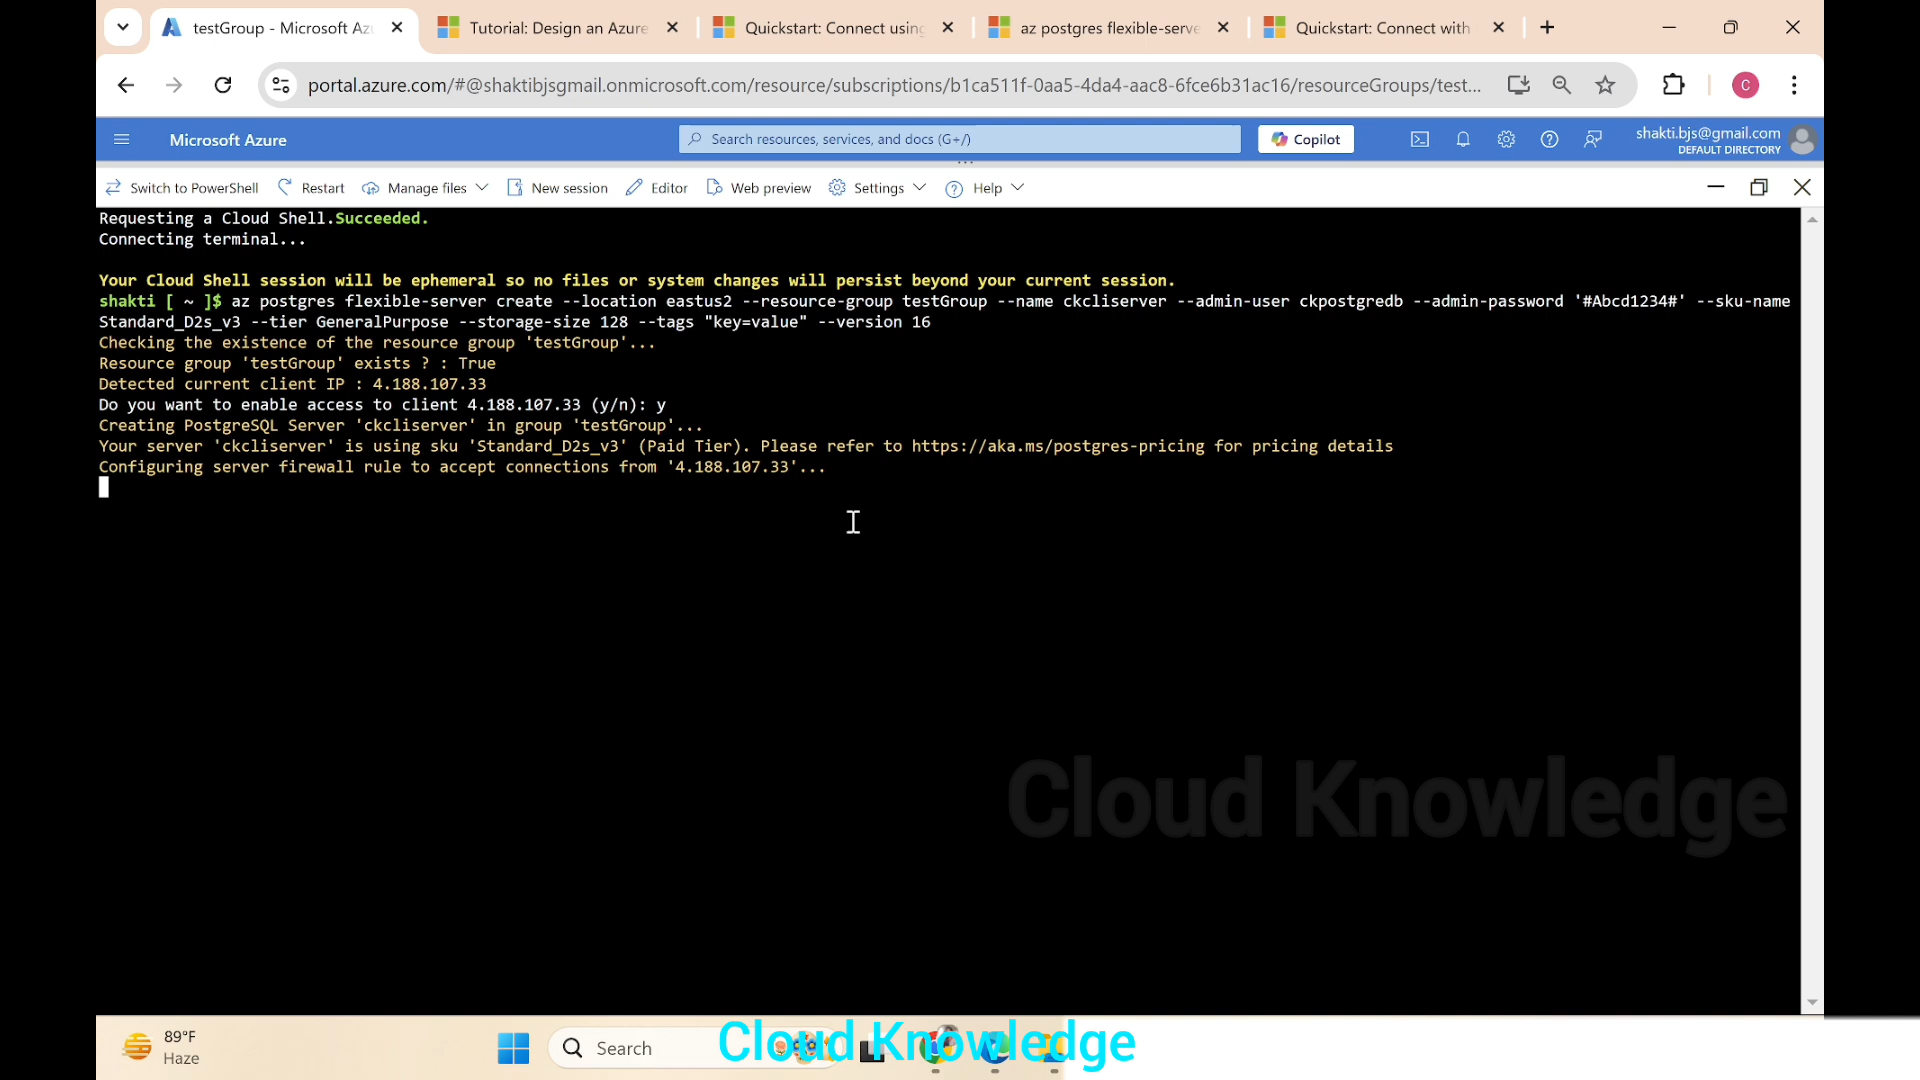 testGroup - Microsoft Az
Tutorial: Design an Azure
Quickstart: Connect using
az postgres flexible-serve
Quickstart: Connect with
portal.azure.com/#@shaktibjsgmail.onmicrosoft.com/resource/subscriptions/b1ca511f-0aa5-4da4-aac8-6fce6b31ac16/resourceGroups/test...
C
Microsoft Azure
Search resources, services, and docs (G+/)
Copilot
shakti.bjs@gmail.com
DEFAULT DIRECTORY
Switch to PowerShell Restart Manage files New session Editor Web preview Settings Help
Requesting a Cloud Shell.Succeeded.
Connecting terminal...
Your Cloud Shell session will be ephemeral so no files or system changes will persist beyond your current session.
shakti [ ~ ]$ az postgres flexible-server create --location eastus2 --resource-group testGroup --name ckcliserver --admin-user ckpostgredb --admin-password '#Abcd1234#' --sku-name
Standard_D2s_v3 --tier GeneralPurpose --storage-size 128 --tags "key=value" --version 16
Checking the existence of the resource group 'testGroup'...
Resource group 'testGroup' exists ? : True
Detected current client IP : 4.188.107.33
Do you want to enable access to client 4.188.107.33 (y/n): y
Creating PostgreSQL Server 'ckcliserver' in group 'testGroup'...
Your server 'ckcliserver' is using sku 'Standard_D2s_v3' (Paid Tier). Please refer to https://aka.ms/postgres-pricing for pricing details
Configuring server firewall rule to accept connections from '4.188.107.33'...
Cloud Knowledge
89°F
Haze
Search
Cloud Knowledge